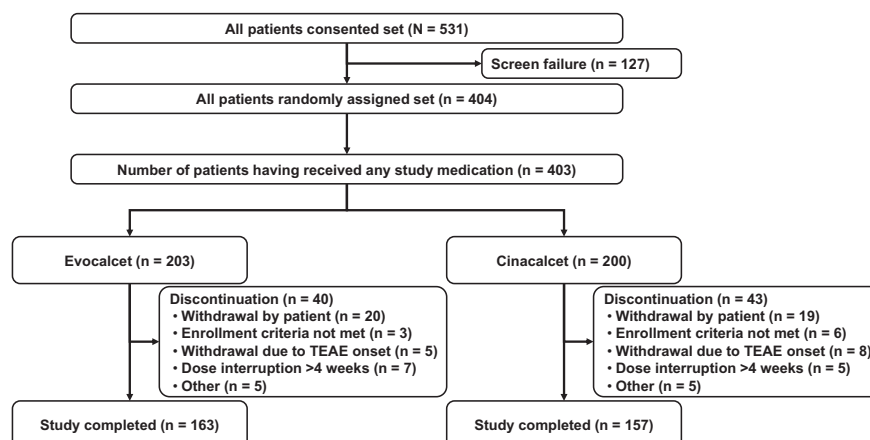 All patients consented set (N = 531)
Screen failure (n = 127)
All patients randomly assigned set (n = 404)
Number of patients having received any study medication (n = 403)
Evocalcet (n = 203)
Discontinuation (n = 40)
• Withdrawal by patient (n = 20)
• Enrollment criteria not met (n = 3)
• Withdrawal due to TEAE onset (n = 5)
• Dose interruption >4 weeks (n = 7)
• Other (n = 5)
Study completed (n = 163)
Cinacalcet (n = 200)
Discontinuation (n = 43)
• Withdrawal by patient (n = 19)
• Enrollment criteria not met (n = 6)
• Withdrawal due to TEAE onset (n = 8)
• Dose interruption >4 weeks (n = 5)
• Other (n = 5)
Study completed (n = 157)